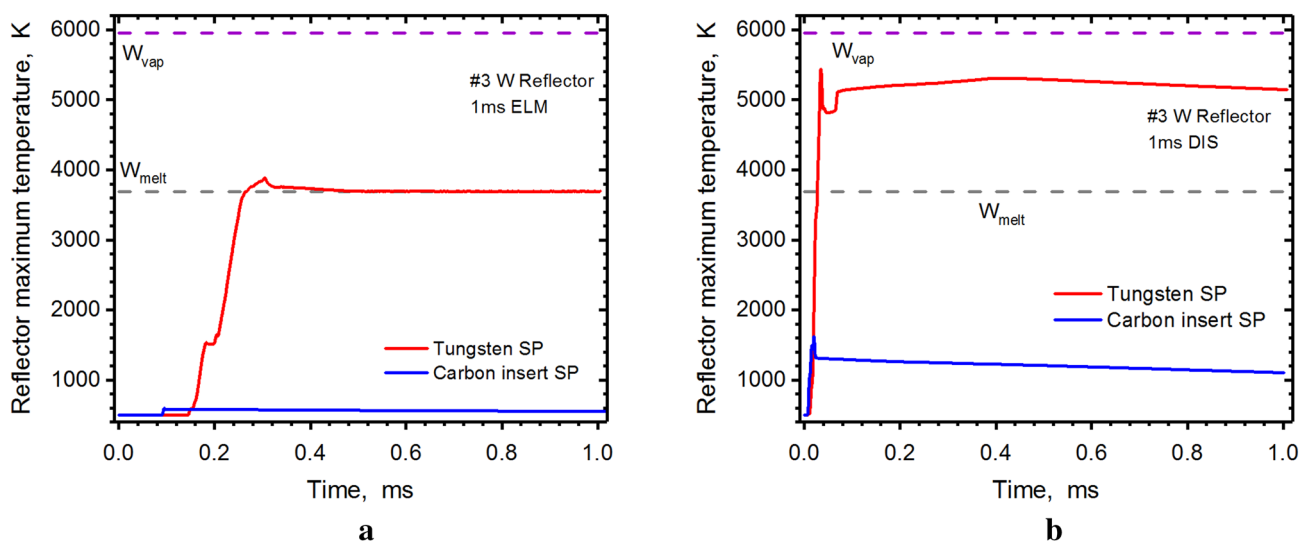 Reflector maximum temperature, K
6000
5000
4000
3000
2000
1000
W_vap
#3 W Reflector
1ms ELM
W_melt
Tungsten SP
Carbon insert SP
0.0 0.2 0.4 0.6 0.8 1.0
Time, ms
a
Reflector maximum temperature, K
6000
5000
4000
3000
2000
1000
W_vap
#3 W Reflector
1ms DIS
W_melt
Tungsten SP
Carbon insert SP
0.0 0.2 0.4 0.6 0.8 1.0
Time, ms
b